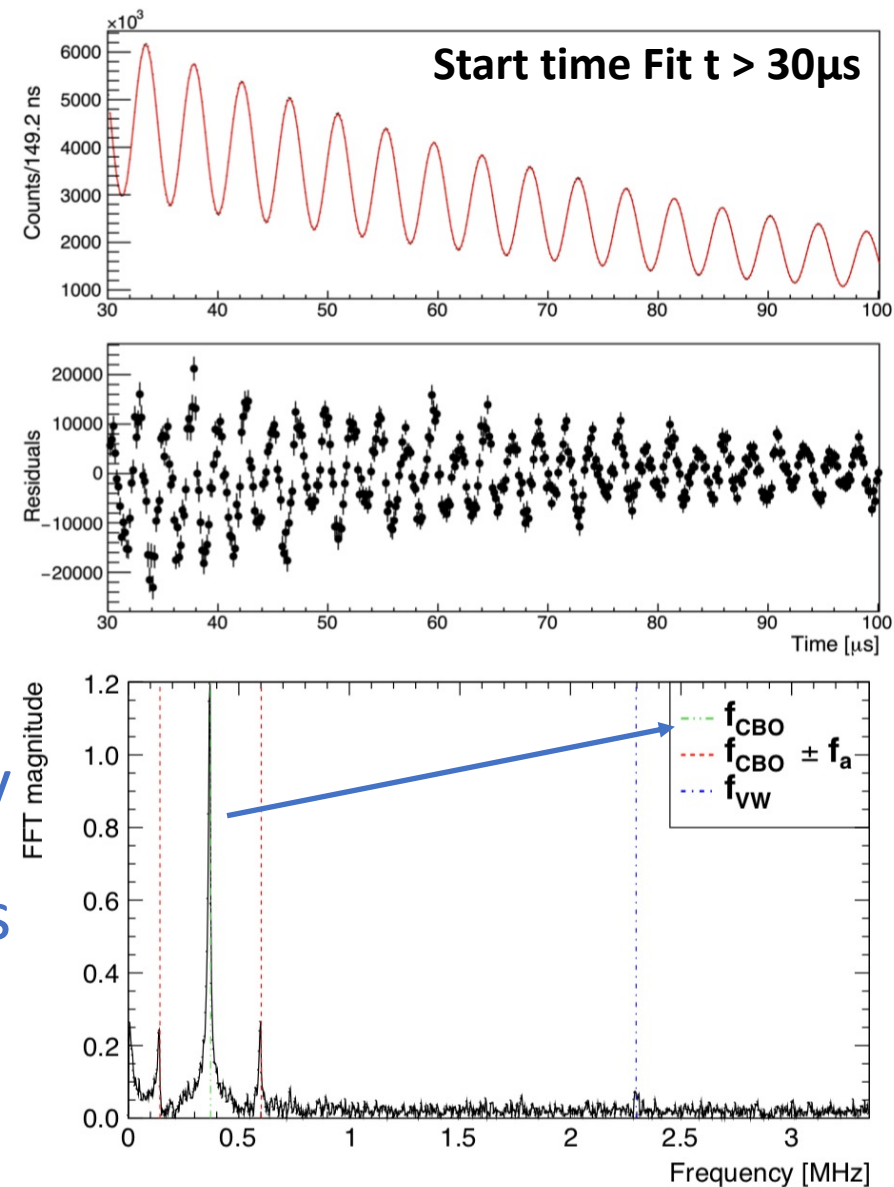 ×10³
Start time Fit t > 30μs
Counts/149.2 ns
6000
5000
4000
3000
2000
1000
30 40 50 60 70 80 90 100
Residuals
20000
10000
0
−10000
−20000
30 40 50 60 70 80 90 100
Time [μs]
FFT magnitude
1.2
1.0
0.8
0.6
0.4
0.2
0.0
f_CBO
f_CBO ± f_a
f_VW
y
s
0 0.5 1 1.5 2 2.5 3
Frequency [MHz]